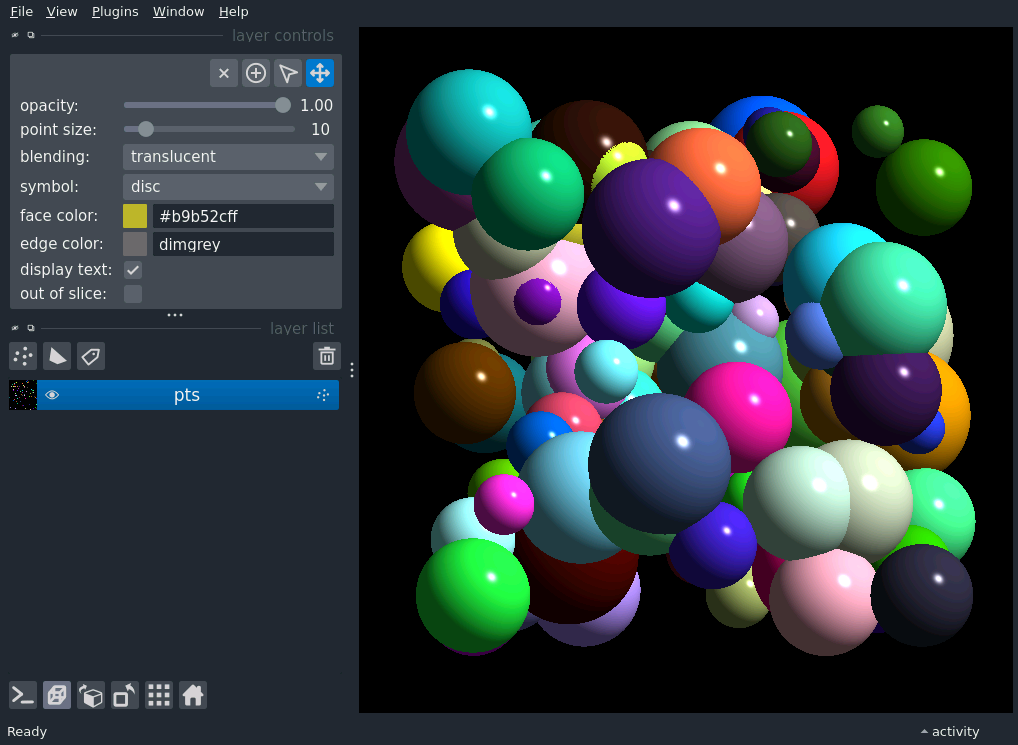 File View Plugins Window Help
layer controls
opacity: 1.00
point size: 10
blending: translucent
symbol: disc
face color: #b9b52cff
edge color: dimgrey
display text:
out of slice:
layer list
pts
Ready activity